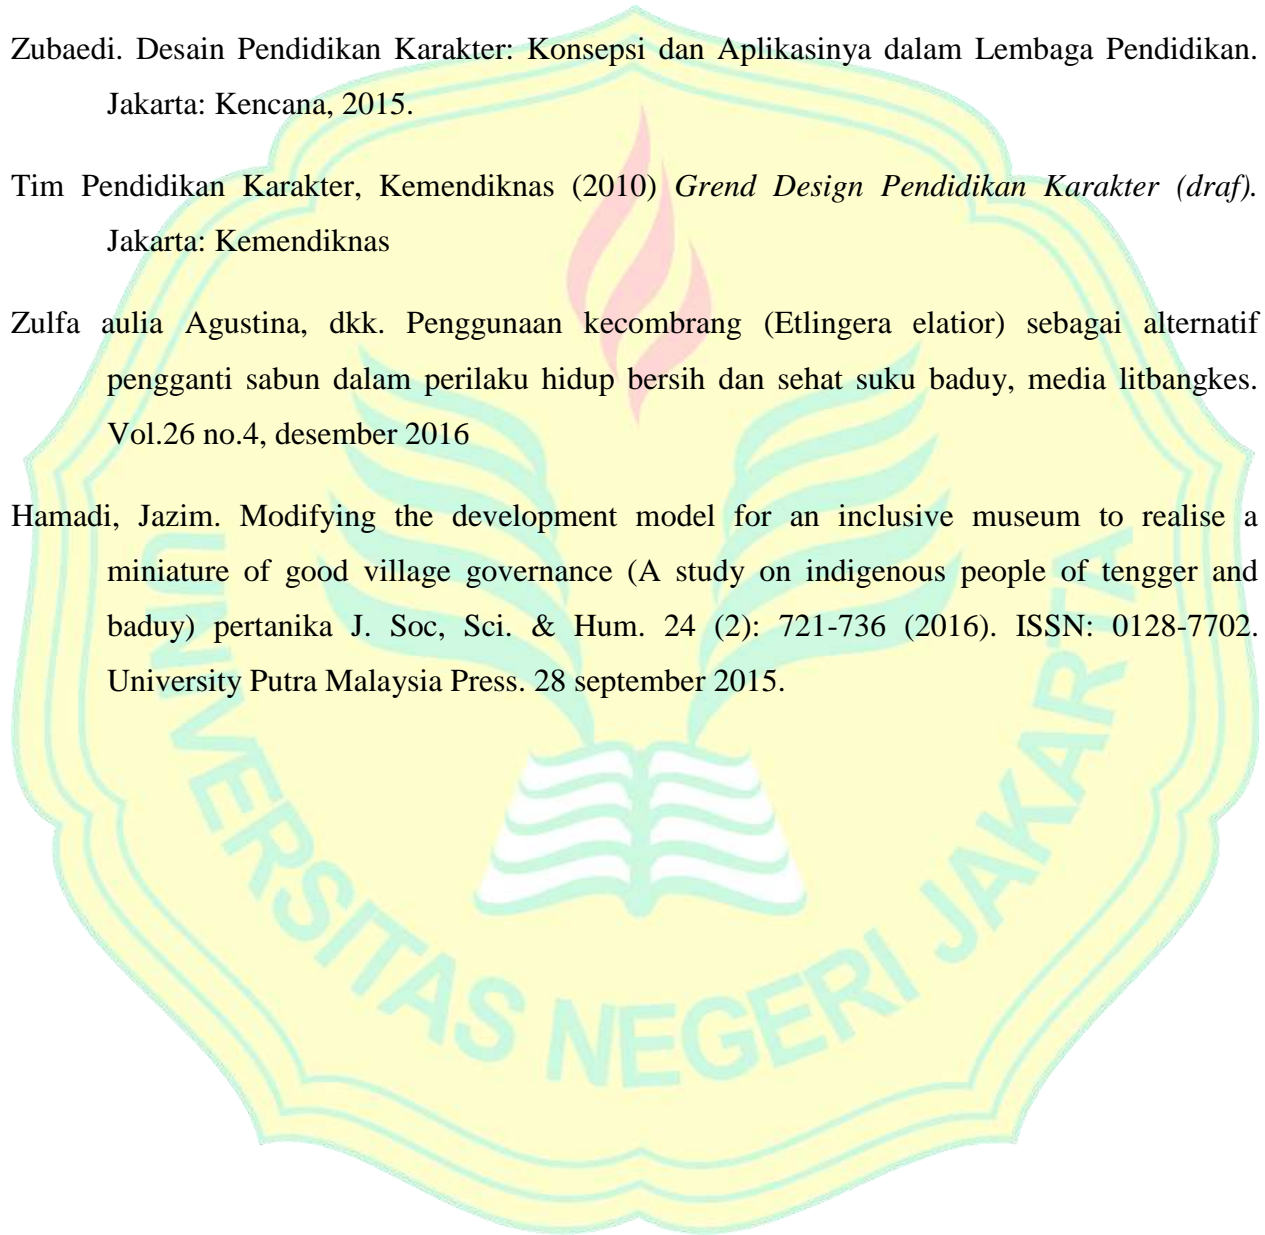 Zubaedi. Desain Pendidikan Karakter: Konsepsi dan Aplikasinya dalam Lembaga Pendidikan.
Jakarta: Kencana, 2015.
Tim Pendidikan Karakter, Kemendiknas (2010) Grend Design Pendidikan Karakter (draf).
Jakarta: Kemendiknas
Zulfa aulia Agustina, dkk. Penggunaan kecombrang (Etlingera elatior) sebagai alternatif
pengganti sabun dalam perilaku hidup bersih dan sehat suku baduy, media litbangkes.
Vol.26 no.4, desember 2016
Hamadi, Jazim. Modifying the development model for an inclusive museum to realise a
miniature of good village governance (A study on indigenous people of tengger and
baduy) pertanika J. Soc, Sci. & Hum. 24 (2): 721-736 (2016). ISSN: 0128-7702.
University Putra Malaysia Press. 28 september 2015.
UNIVERSITAS NEGERI JAKARTA